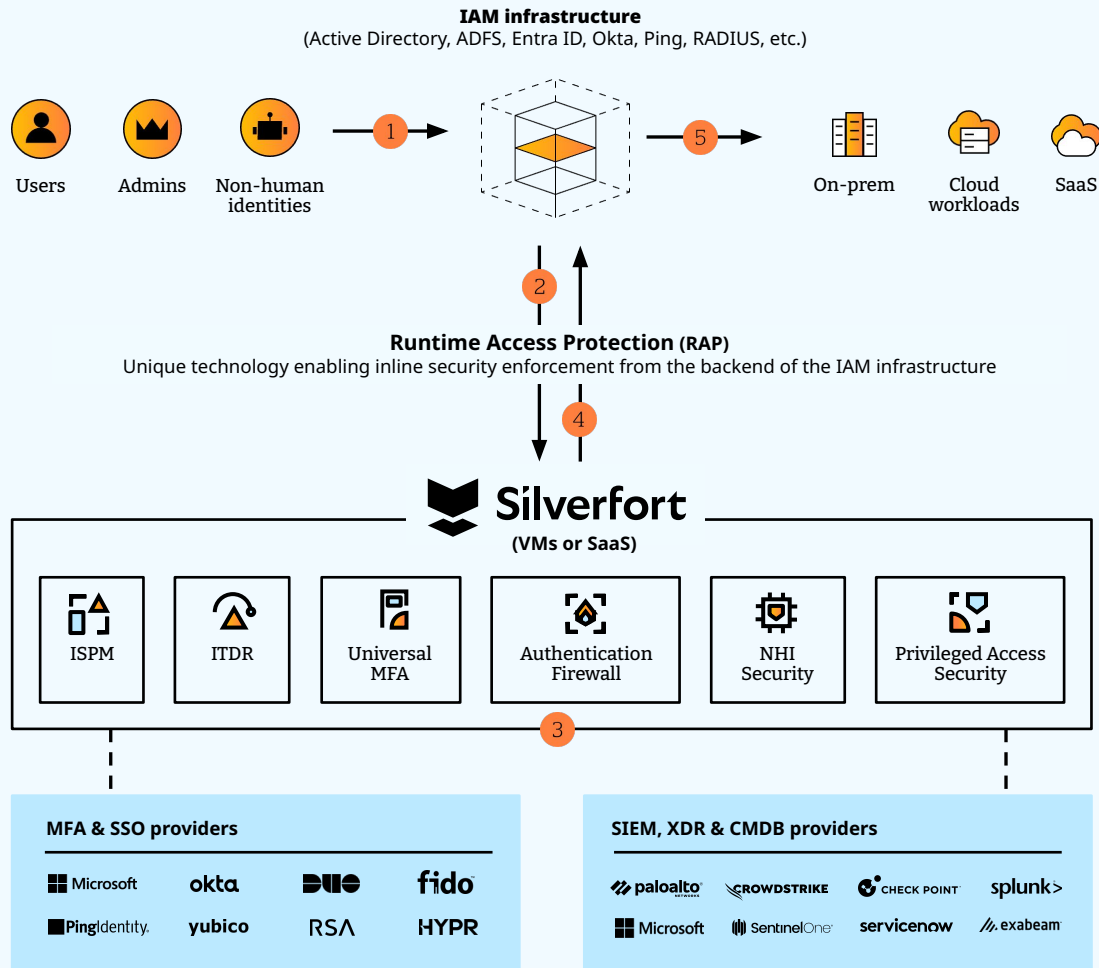 IAM infrastructure
(Active Directory, ADFS, Entra ID, Okta, Ping, RADIUS, etc.)
1
5
Users
Admins
Non-human
identities
On-prem
Cloud
workloads
SaaS
2
Runtime Access Protection (RAP)
Unique technology enabling inline security enforcement from the backend of the IAM infrastructure
4
Silverfort
(VMs or SaaS)
ISPM
ITDR
Universal
MFA
Authentication
Firewall
NHI
Security
Privileged Access
Security
3
MFA & SSO providers
Microsoft
okta
DUO
fido
PingIdentity.
yubico
RSA
HYPR
SIEM, XDR & CMDB providers
paloalto
NETWORKS
CROWDSTRIKE
CHECK POINT
splunk>
Microsoft
SentinelOne
servicenow
exabeam